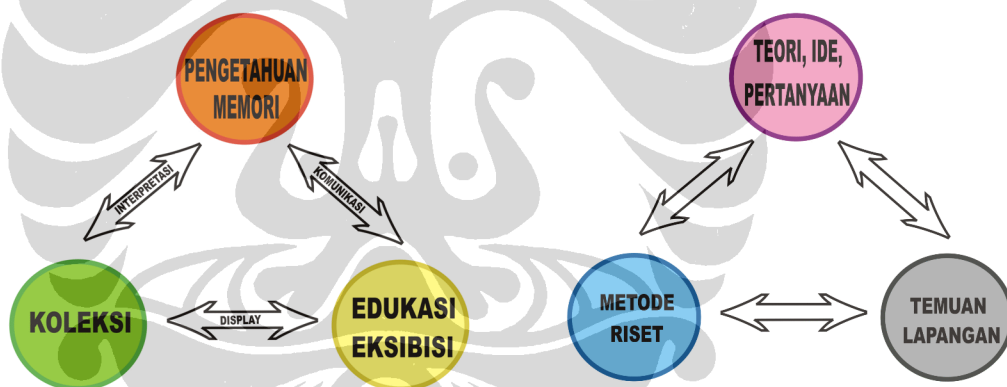 PENGETAHUAN
MEMORI
INTERPRETASI
KOMUNIKASI
KOLEKSI
DISPLAY
EDUKASI
EKSIBISI
TEORI, IDE,
PERTANYAAN
METODE
RISET
TEMUAN
LAPANGAN